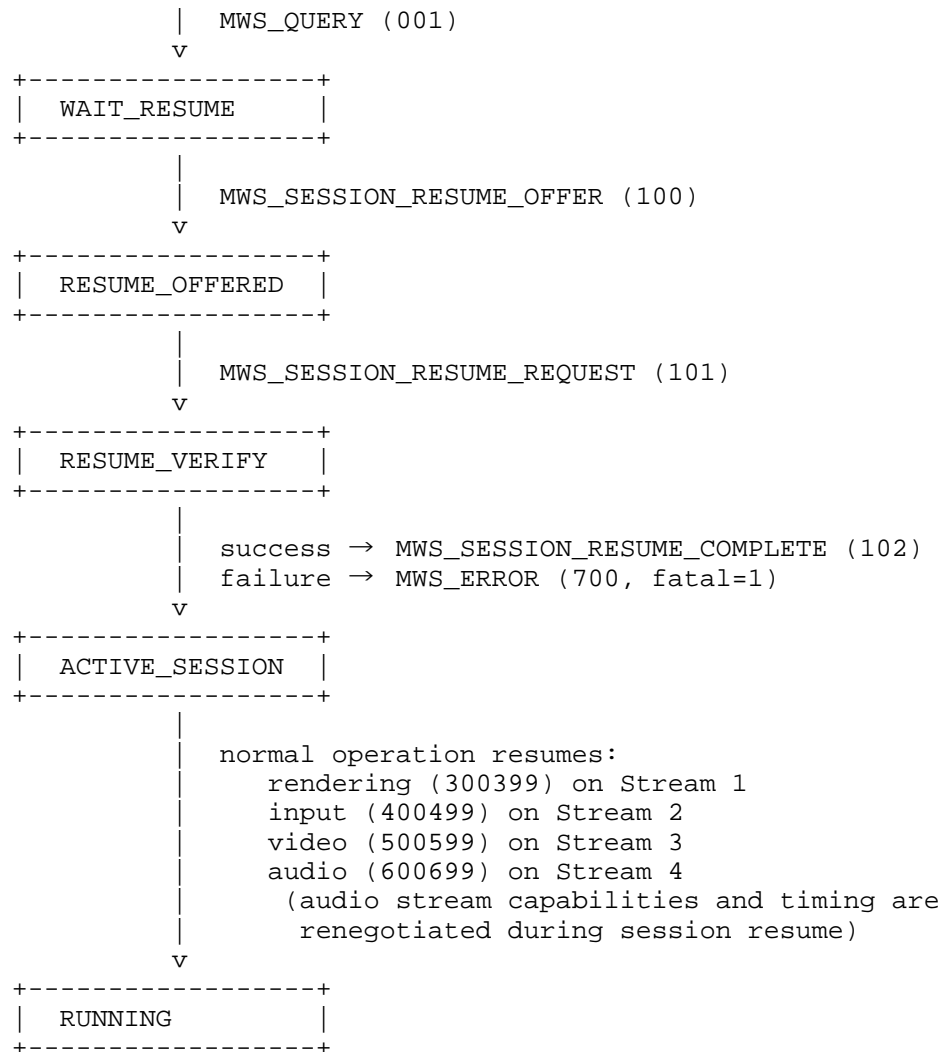 | MWS_QUERY (001)
v
+------------------+
| WAIT_RESUME |
+------------------+
|
| MWS_SESSION_RESUME_OFFER (100)
v
+------------------+
| RESUME_OFFERED |
+------------------+
|
| MWS_SESSION_RESUME_REQUEST (101)
v
+------------------+
| RESUME_VERIFY |
+------------------+
|
| success → MWS_SESSION_RESUME_COMPLETE (102)
| failure → MWS_ERROR (700, fatal=1)
v
+------------------+
| ACTIVE_SESSION |
+------------------+
|
| normal operation resumes:
| rendering (300399) on Stream 1
| input (400499) on Stream 2
| video (500599) on Stream 3
| audio (600699) on Stream 4
| (audio stream capabilities and timing are
| renegotiated during session resume)
v
+------------------+
| RUNNING |
+------------------+